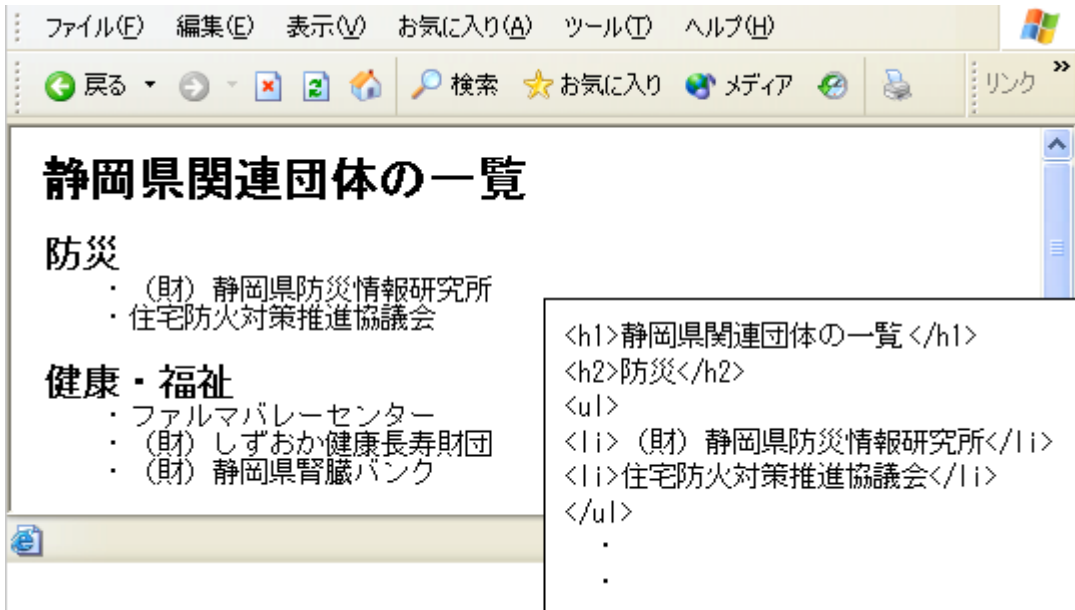 ファイル(F) 編集(E) 表示(V) お気に入り(A) ツール(T) ヘルプ(H)
戻る 検索 お気に入り メディア リンク »
静岡県関連団体の一覧
防災
・（財）静岡県防災情報研究所
・住宅防火対策推進協議会
健康・福祉
・ファルマバレーセンター
・（財）しずおか健康長寿財団
・（財）静岡県腎臓バンク
<h1>静岡県関連団体の一覧</h1>
<h2>防災</h2>
<ul>
<li>（財）静岡県防災情報研究所</li>
<li>住宅防火対策推進協議会</li>
</ul>
・
・